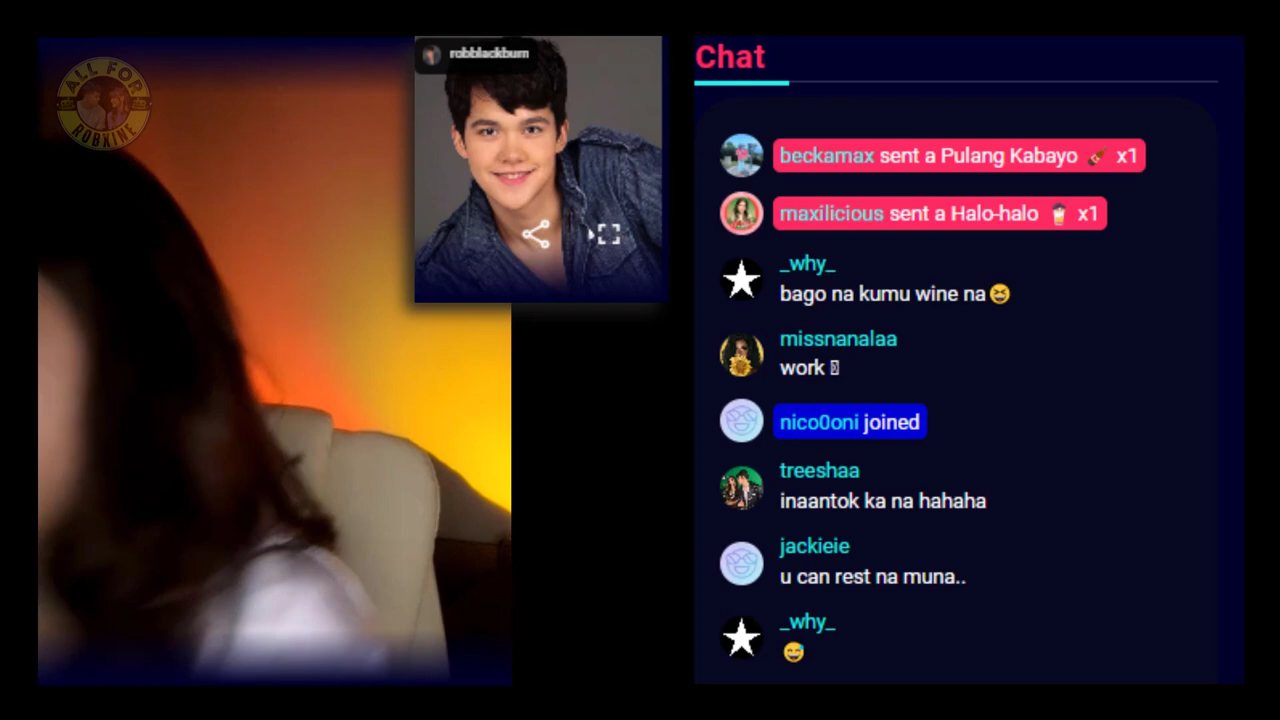 ALL FOR
ROBXINE
robblackburn
Chat
beckamax sent a Pulang Kabayo x1
maxilicious sent a Halo-halo x1
_why_
bago na kumu wine na😆
missnanalaa
work
nico0oni joined
treeshaa
inaantok ka na hahaha
jackieie
u can rest na muna..
_why_
😅